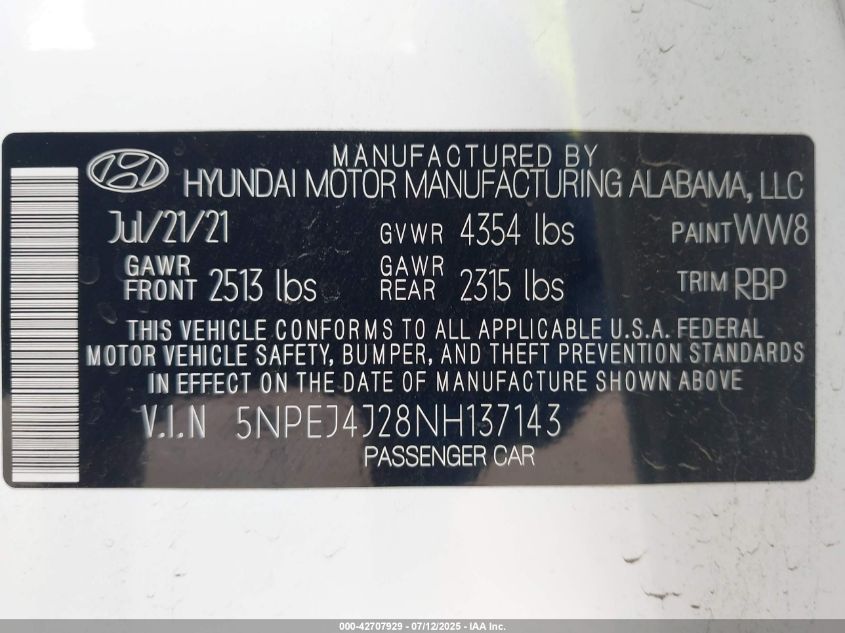 MANUFACTURED BY
HYUNDAI MOTOR MANUFACTURING ALABAMA, LLC
Jul/21/21 GVWR 4354 lbs PAINT WW8
GAWR FRONT 2513 lbs GAWR REAR 2315 lbs TRIM RBP
THIS VEHICLE CONFORMS TO ALL APPLICABLE U.S.A. FEDERAL
MOTOR VEHICLE SAFETY, BUMPER, AND THEFT PREVENTION STANDARDS
IN EFFECT ON THE DATE OF MANUFACTURE SHOWN ABOVE
V.I.N 5NPEJ4J28NH137143
PASSENGER CAR
000-42707929 - 07/12/2025 - IAA Inc.